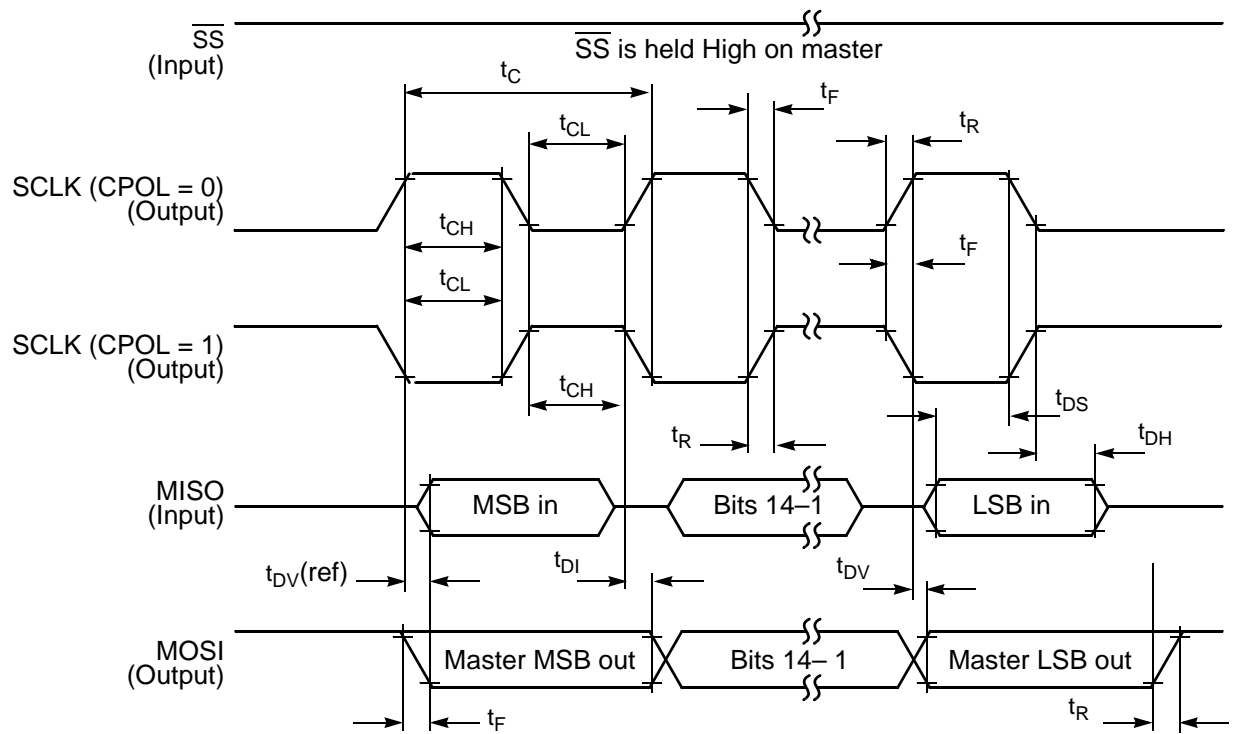 SS
(Input)
SS is held High on master
tC
tF
tCL
tR
SCLK (CPOL = 0)
(Output)
tCH
tF
tCL
SCLK (CPOL = 1)
(Output)
tCH
tDS
tR
tDH
MISO
(Input)
MSB in
Bits 14–1
LSB in
tDV(ref)
tDI
tDV
MOSI
(Output)
Master MSB out
Bits 14– 1
Master LSB out
tF
tR